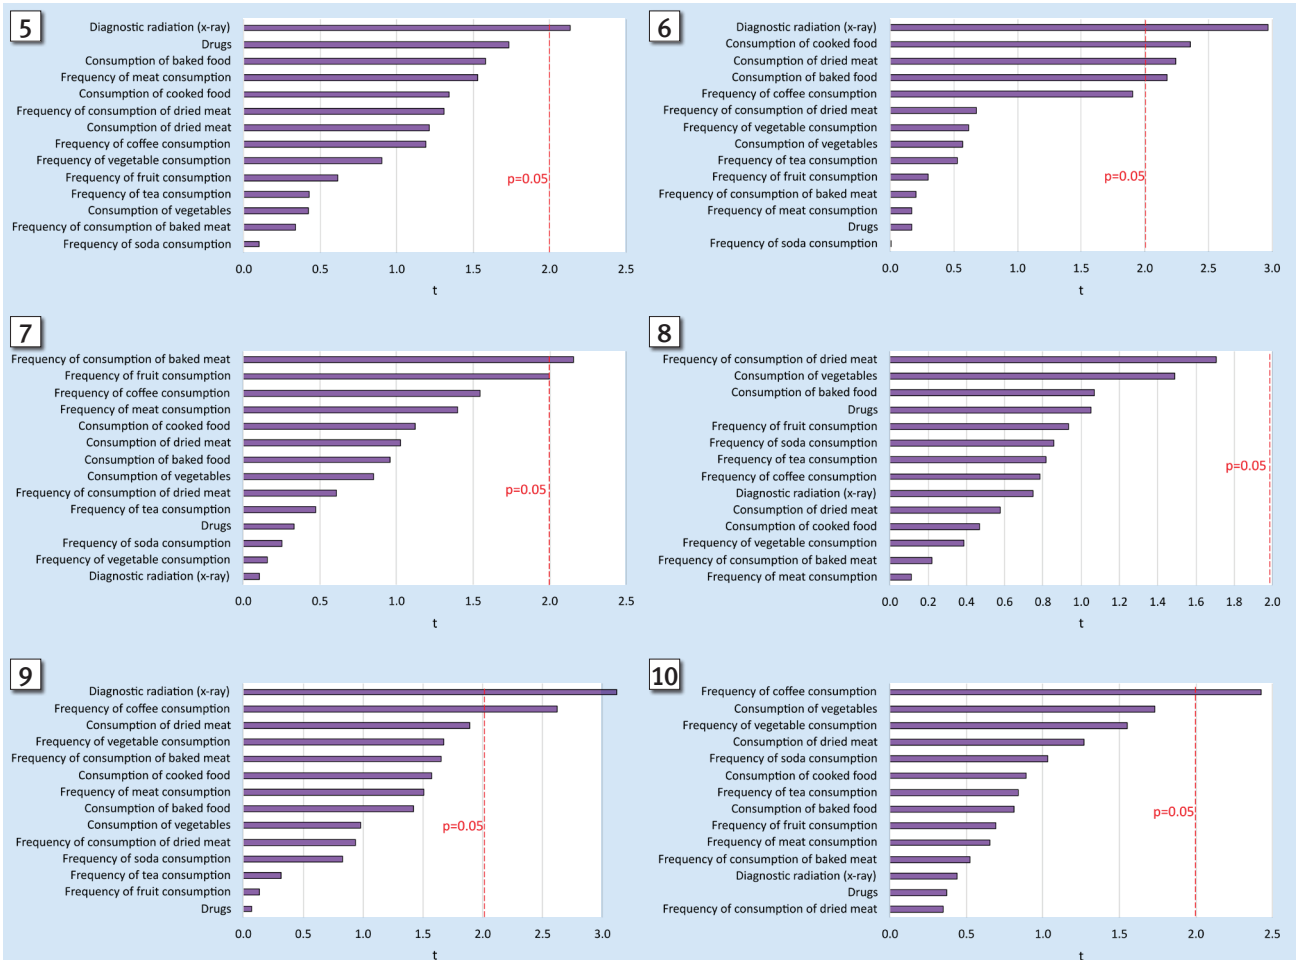 5
Diagnostic radiation (x-ray)
Drugs
Consumption of baked food
Frequency of meat consumption
Consumption of cooked food
Frequency of consumption of dried meat
Consumption of dried meat
Frequency of coffee consumption
Frequency of vegetable consumption
Frequency of fruit consumption
Frequency of tea consumption
Consumption of vegetables
Frequency of consumption of baked meat
Frequency of soda consumption
p=0.05
0.0 0.5 1.0 1.5 2.0 2.5
t
6
Diagnostic radiation (x-ray)
Consumption of cooked food
Consumption of dried meat
Consumption of baked food
Frequency of coffee consumption
Frequency of consumption of dried meat
Frequency of vegetable consumption
Consumption of vegetables
Frequency of tea consumption
Frequency of fruit consumption
Frequency of consumption of baked meat
Frequency of meat consumption
Drugs
Frequency of soda consumption
p=0.05
0.0 0.5 1.0 1.5 2.0 2.5 3.0
t
7
Frequency of consumption of baked meat
Frequency of fruit consumption
Frequency of coffee consumption
Frequency of meat consumption
Consumption of cooked food
Consumption of dried meat
Consumption of baked food
Consumption of vegetables
Frequency of consumption of dried meat
Frequency of tea consumption
Drugs
Frequency of soda consumption
Frequency of vegetable consumption
Diagnostic radiation (x-ray)
p=0.05
0.0 0.5 1.0 1.5 2.0 2.5
t
8
Frequency of consumption of dried meat
Consumption of vegetables
Consumption of baked food
Drugs
Frequency of fruit consumption
Frequency of soda consumption
Frequency of tea consumption
Frequency of coffee consumption
Diagnostic radiation (x-ray)
Consumption of dried meat
Consumption of cooked food
Frequency of vegetable consumption
Frequency of consumption of baked meat
Frequency of meat consumption
p=0.05
0.0 0.2 0.4 0.6 0.8 1.0 1.2 1.4 1.6 1.8 2.0
t
9
Diagnostic radiation (x-ray)
Frequency of coffee consumption
Consumption of dried meat
Frequency of vegetable consumption
Frequency of consumption of baked meat
Consumption of cooked food
Frequency of meat consumption
Consumption of baked food
Consumption of vegetables
Frequency of consumption of dried meat
Frequency of soda consumption
Frequency of tea consumption
Frequency of fruit consumption
Drugs
p=0.05
0.0 0.5 1.0 1.5 2.0 2.5 3.0
t
10
Frequency of coffee consumption
Consumption of vegetables
Frequency of vegetable consumption
Consumption of dried meat
Frequency of soda consumption
Consumption of cooked food
Frequency of tea consumption
Consumption of baked food
Frequency of fruit consumption
Frequency of meat consumption
Frequency of consumption of baked meat
Diagnostic radiation (x-ray)
Drugs
Frequency of consumption of dried meat
p=0.05
0.0 0.5 1.0 1.5 2.0 2.5
t